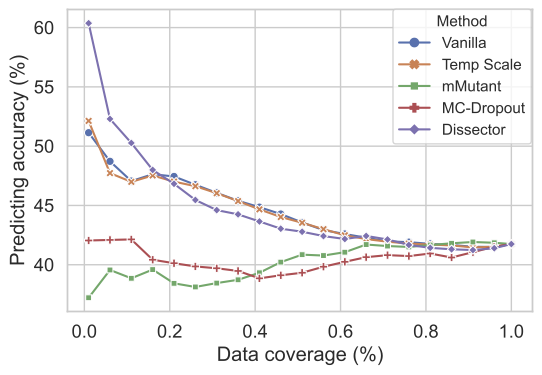 Method
Vanilla
Temp Scale
mMutant
MC-Dropout
Dissector
Predicting accuracy (%)
60
55
50
45
40
0.0 0.2 0.4 0.6 0.8 1.0
Data coverage (%)